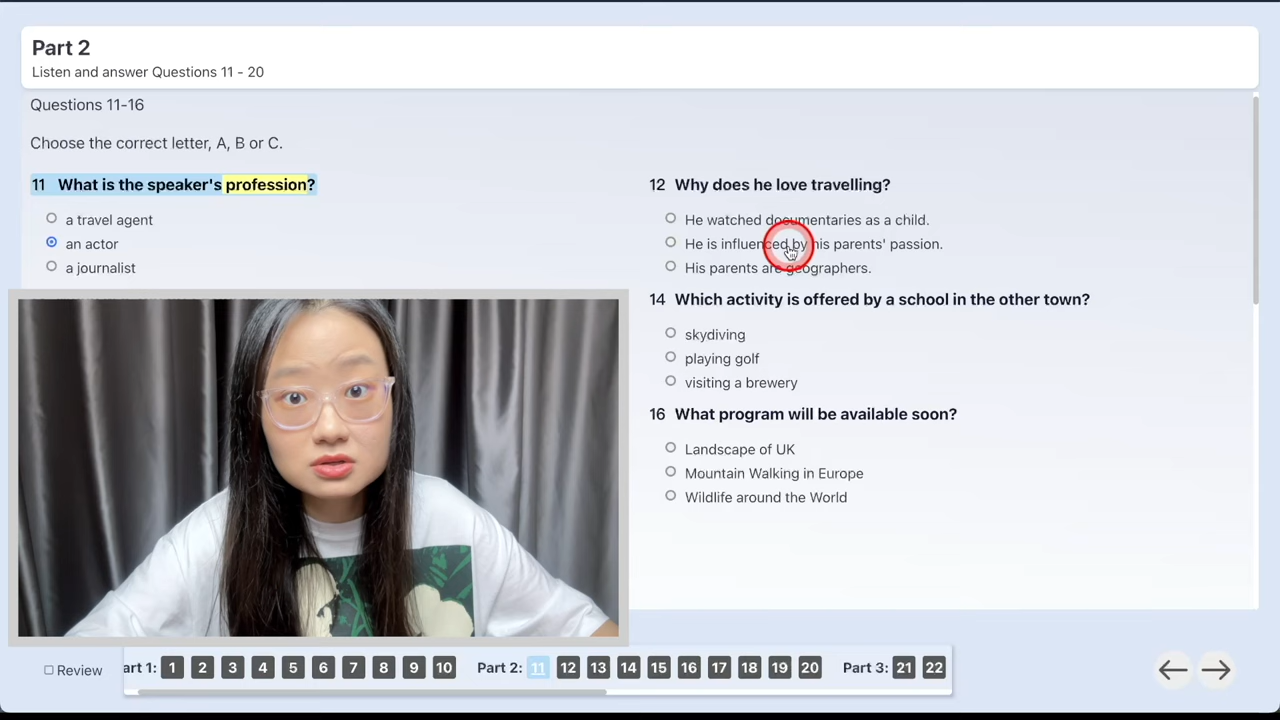 Part 2
Listen and answer Questions 11 - 20
Questions 11-16
Choose the correct letter, A, B or C.
11 What is the speaker's profession?
a travel agent
an actor
a journalist
12 Why does he love travelling?
He watched documentaries as a child.
He is influenced by his parents' passion.
His parents are geographers.
14 Which activity is offered by a school in the other town?
skydiving
playing golf
visiting a brewery
16 What program will be available soon?
Landscape of UK
Mountain Walking in Europe
Wildlife around the World
Review
art 1: 1 2 3 4 5 6 7 8 9 10 Part 2: 11 12 13 14 15 16 17 18 19 20 Part 3: 21 22